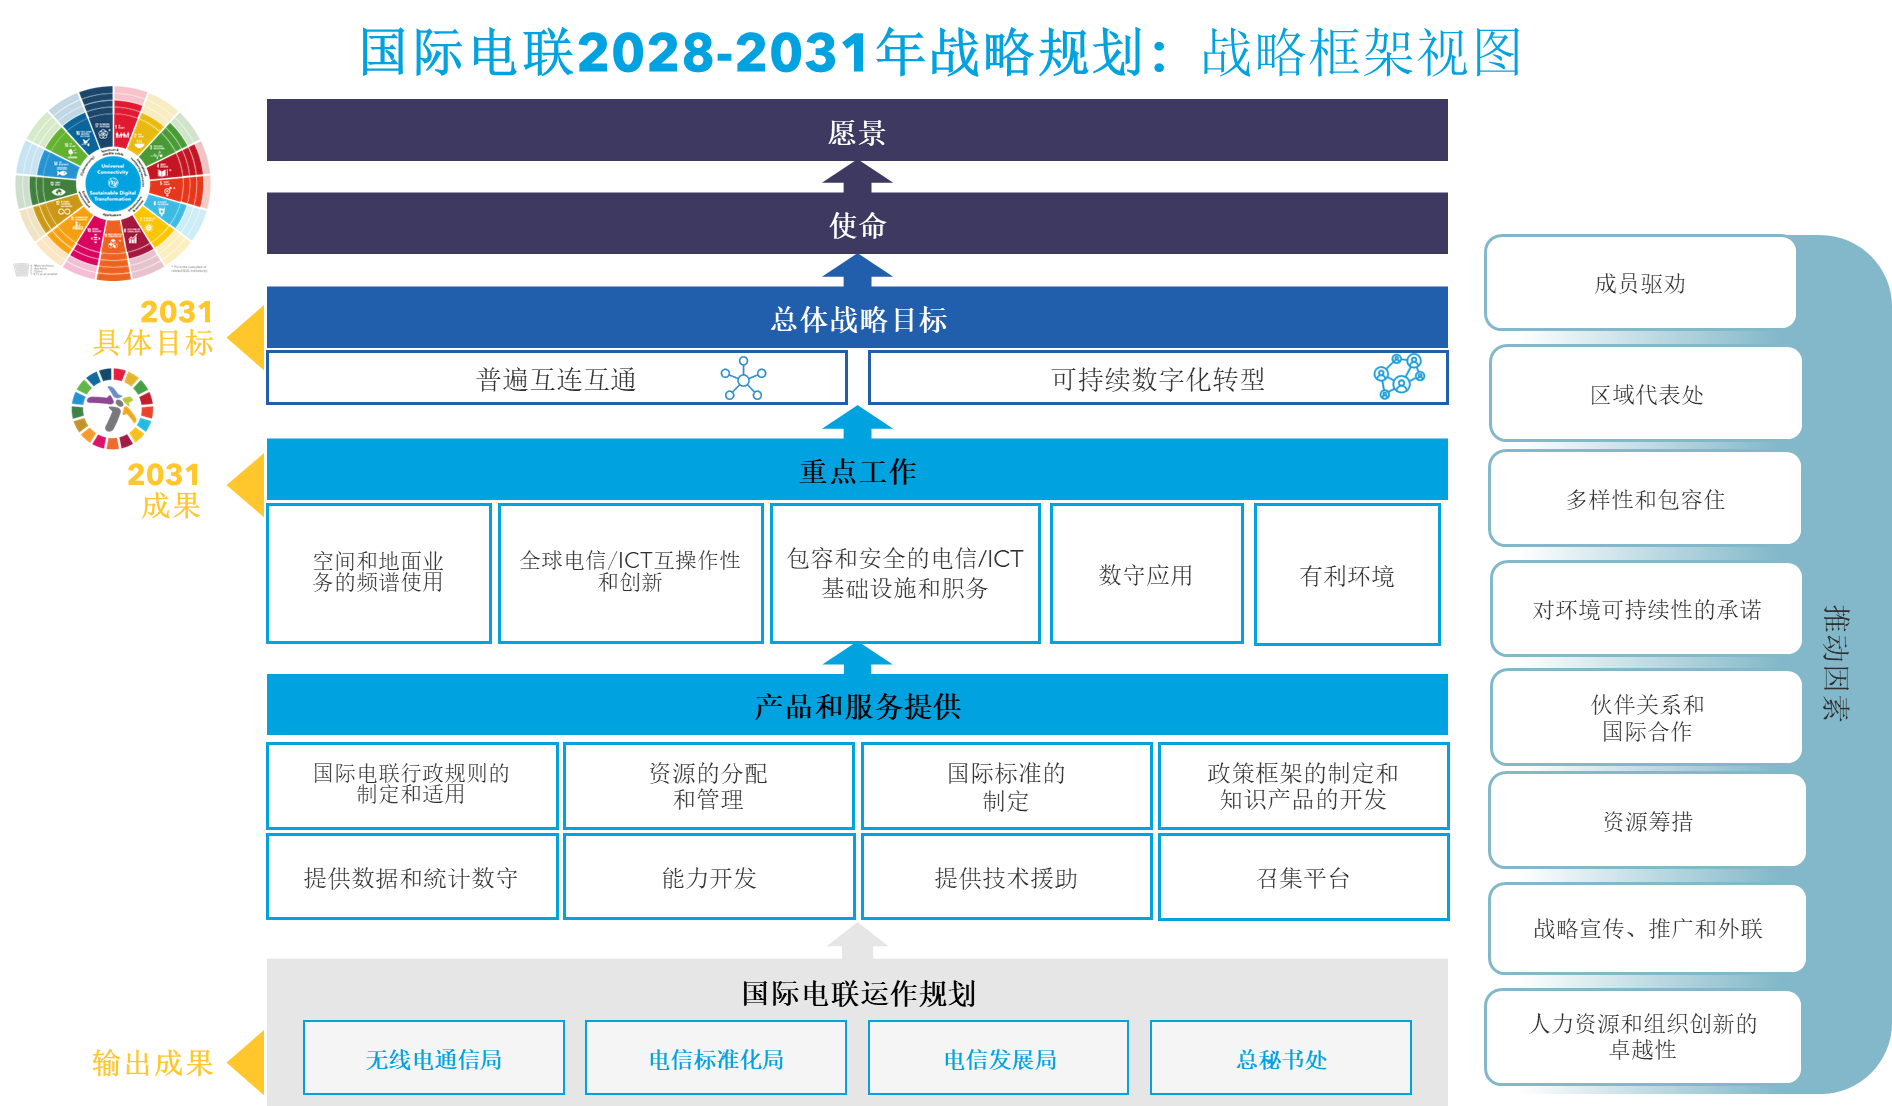 国际电联2028-2031年战略规划：战略框架视图
愿景
使命
Universal
Connectivity
Sustainable Digital
Transformation
2031
具体目标
总体战略目标
普遍互连互通
可持续数字化转型
2031
成果
重点工作
空间和地面业
务的频谱使用
全球电信/ICT互操作性
和创新
包容和安全的电信/ICT
基础设施和职务
数守应用
有利环境
产品和服务提供
国际电联行政规则的
制定和适用
资源的分配
和管理
国际标准的
制定
政策框架的制定和
知识产品的开发
提供数据和統计数守
能力开发
提供技术援助
召集平台
国际电联运作规划
输出成果
无线电通信局
电信标准化局
电信发展局
总秘书处
成员驱劝
区域代表处
多样性和包容住
对环境可持续性的承诺
伙伴关系和
国际合作
资源筹措
战略宣传、推广和外联
人力资源和组织创新的
卓越性
推动因素